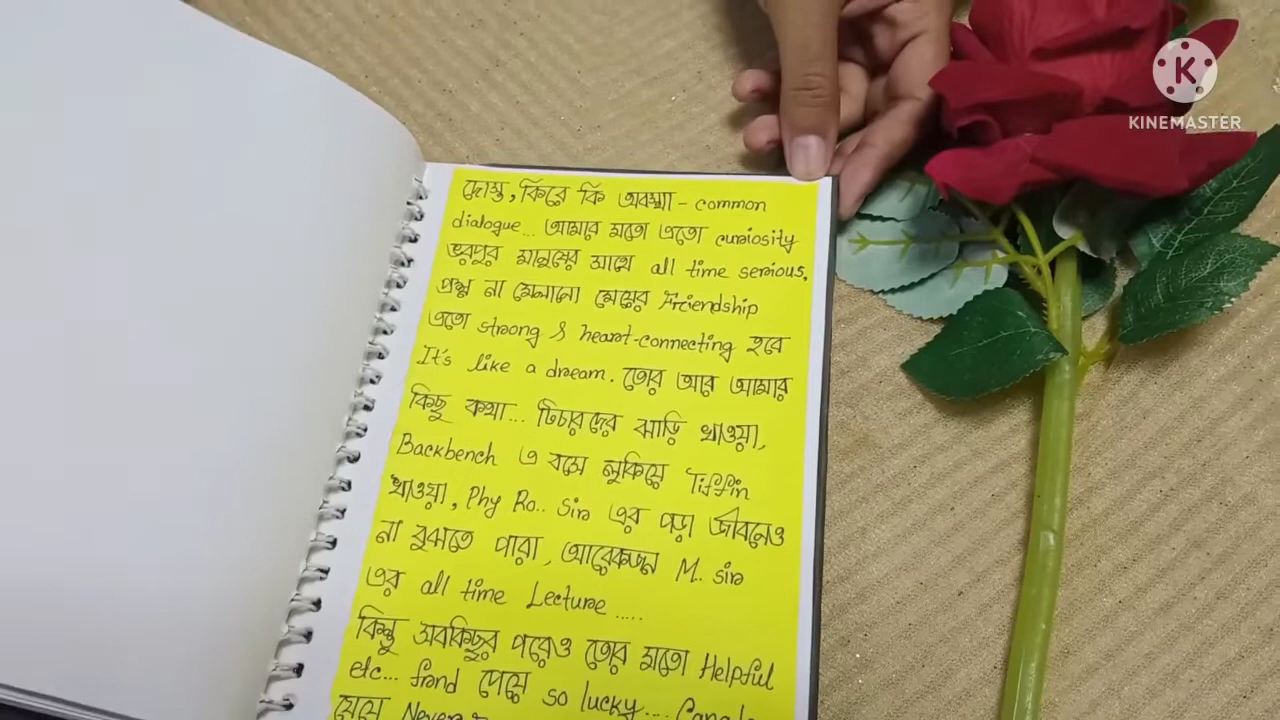 KINEMASTER
দোস্ত, কিরে কি অবস্থা - common
dialogue... আমার মতো এতো curiosity
ভরপুর মানুষের সাথে all time serious,
প্রশ্ন না মেলানো মেয়ের Friendship
এতো strong & heart-connecting হবে
It's like a dream. তোর আর আমার
কিছু কথা... টিচারদের ঝাড়ি খাওয়া,
Backbench এ বসে লুকিয়ে Tiffin
খাওয়া, Phy Ro.. Sir এর পড়া জীবনেও
না বুঝতে পারা, আরেকজন M. Sir
এর all time Lecture .....
কিন্তু সবকিছুর পরেও তোর মতো Helpful
etc... frnd পেয়ে so lucky....
যেয়ে Never